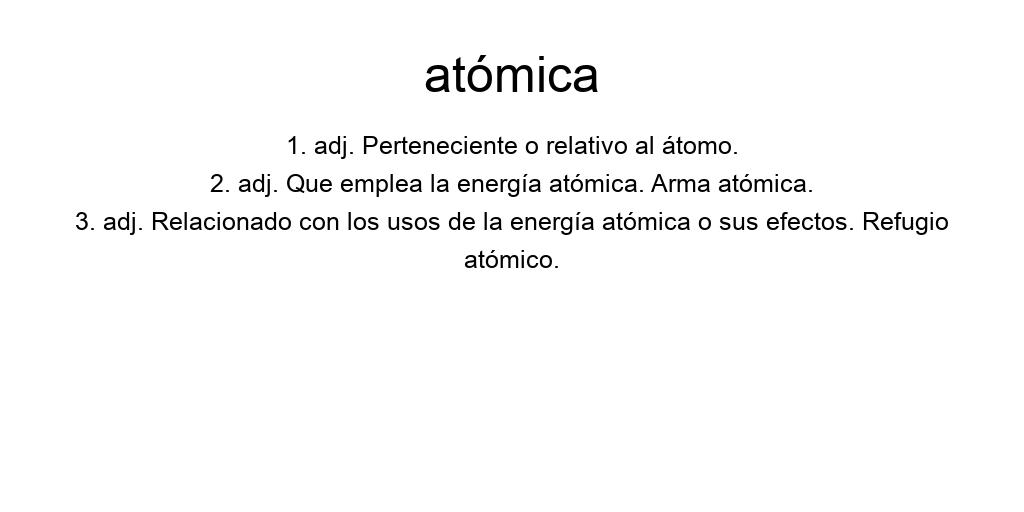 atómica
1. adj. Perteneciente o relativo al átomo.
2. adj. Que emplea la energía atómica. Arma atómica.
3. adj. Relacionado con los usos de la energía atómica o sus efectos. Refugio
atómico.